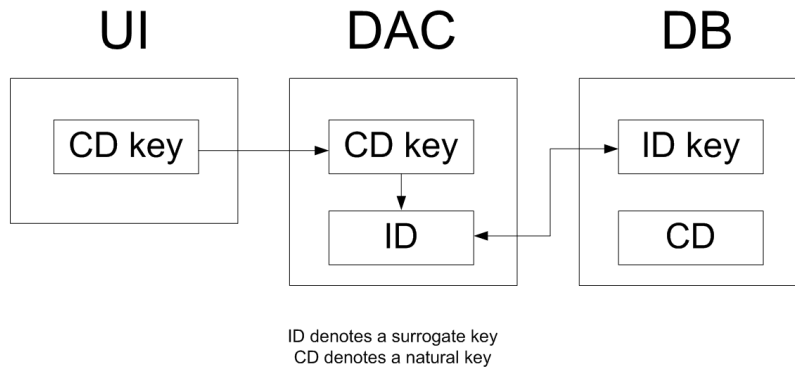 UI
DAC
DB
CD key
CD key
ID key
ID
CD
ID denotes a surrogate key
CD denotes a natural key